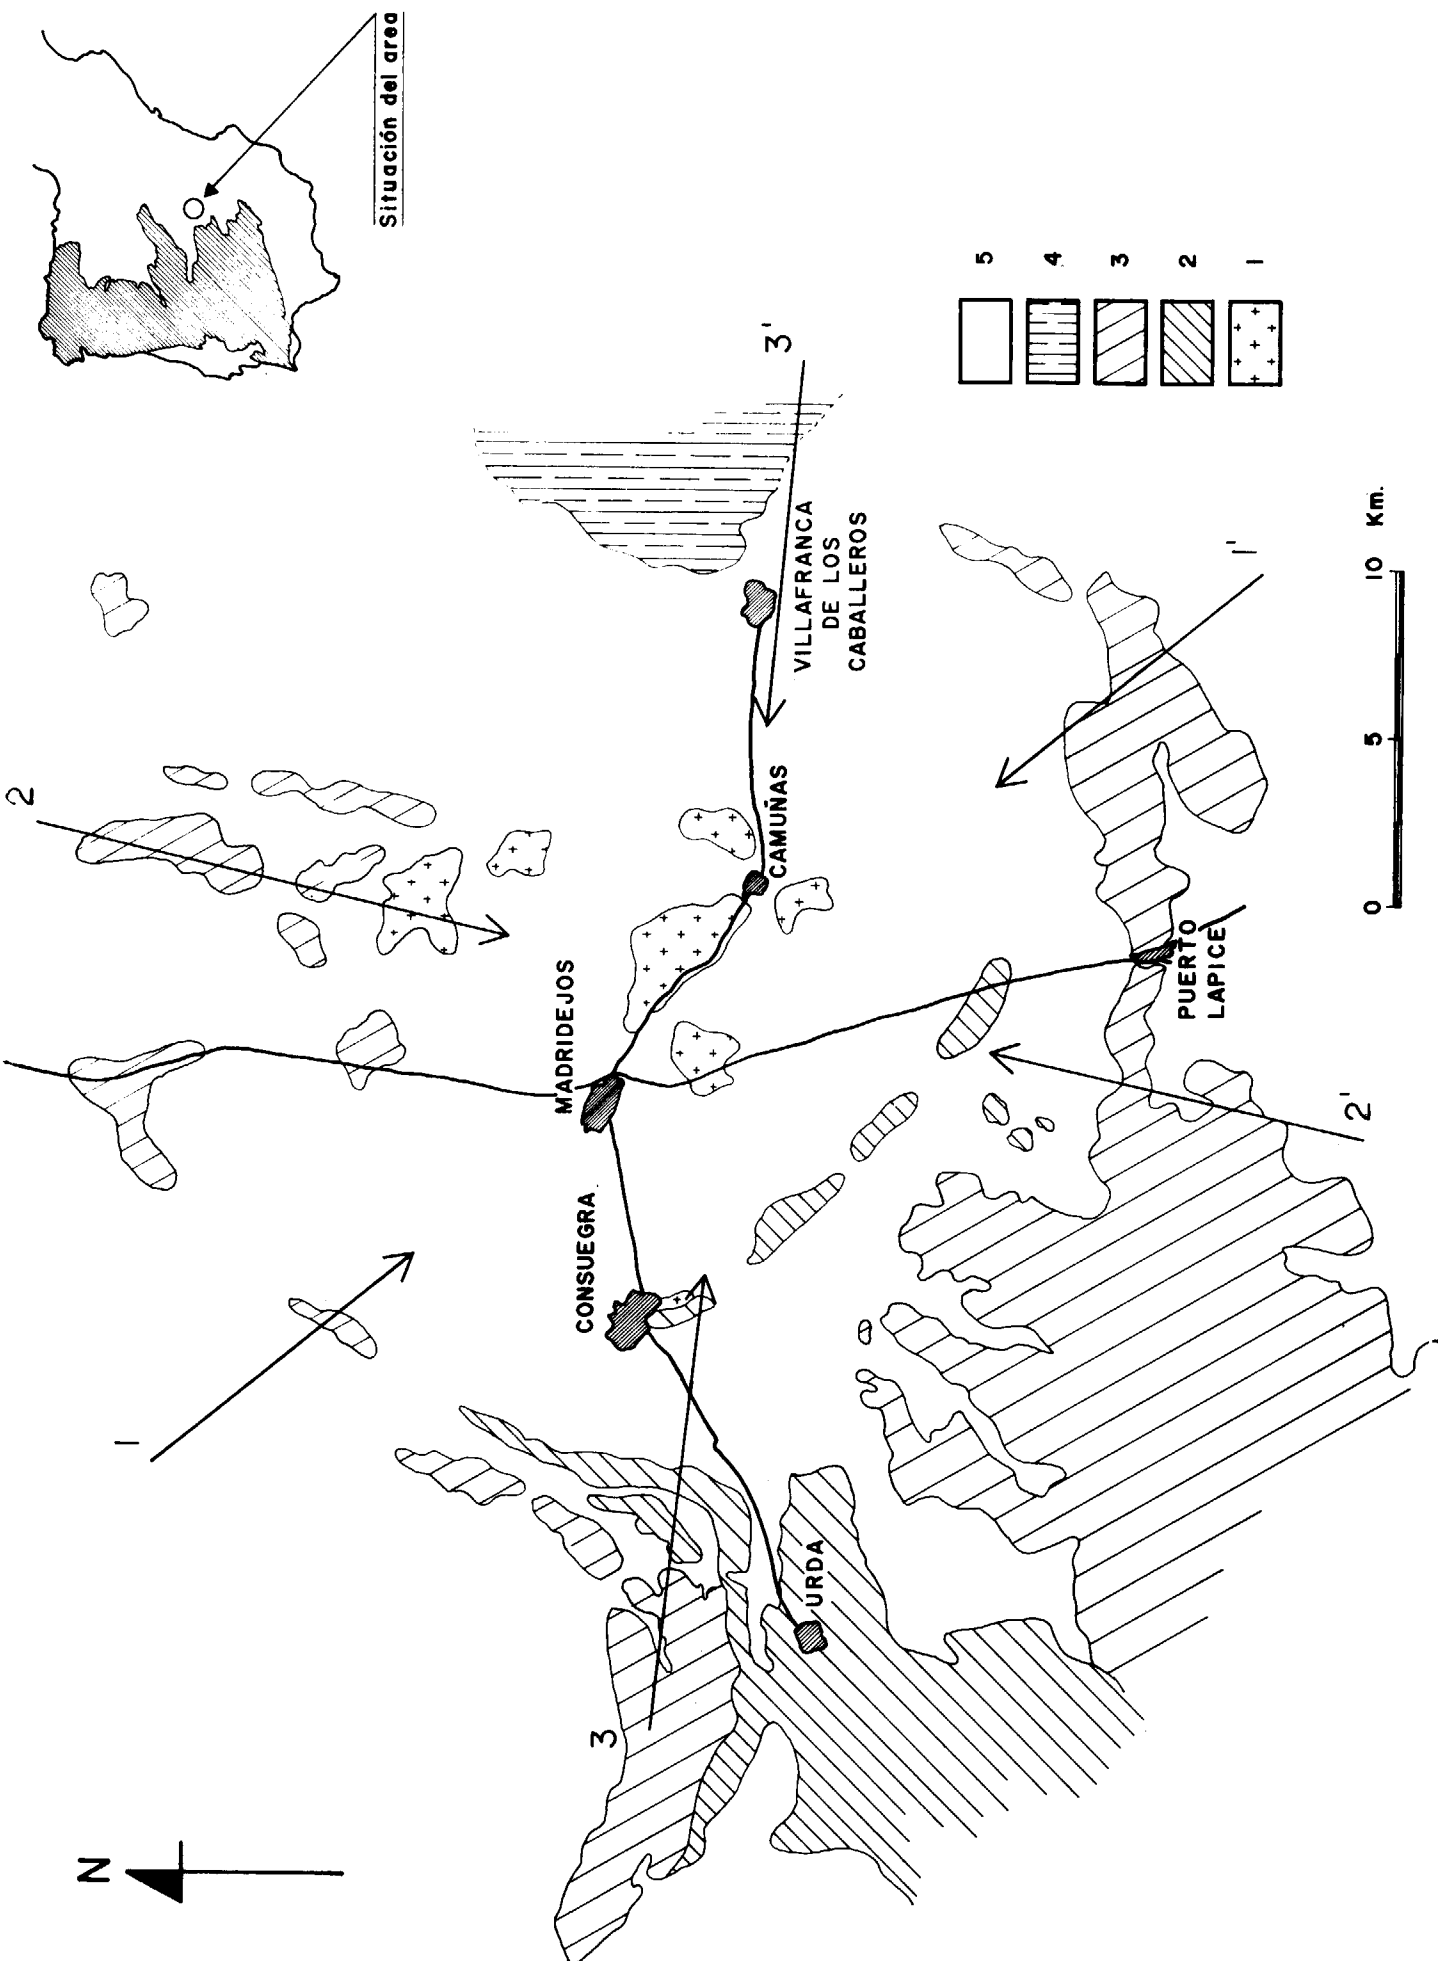 N
1
2
Situación del area
MADRIDEJOS
CONSUEGRA
3
3'
CAMUÑAS
VILLAFRANCA
DE LOS
CABALLEROS
URDA
5
4
3
2
1
PUERTO
LAPICE
1'
2'
0 5 10 Km.